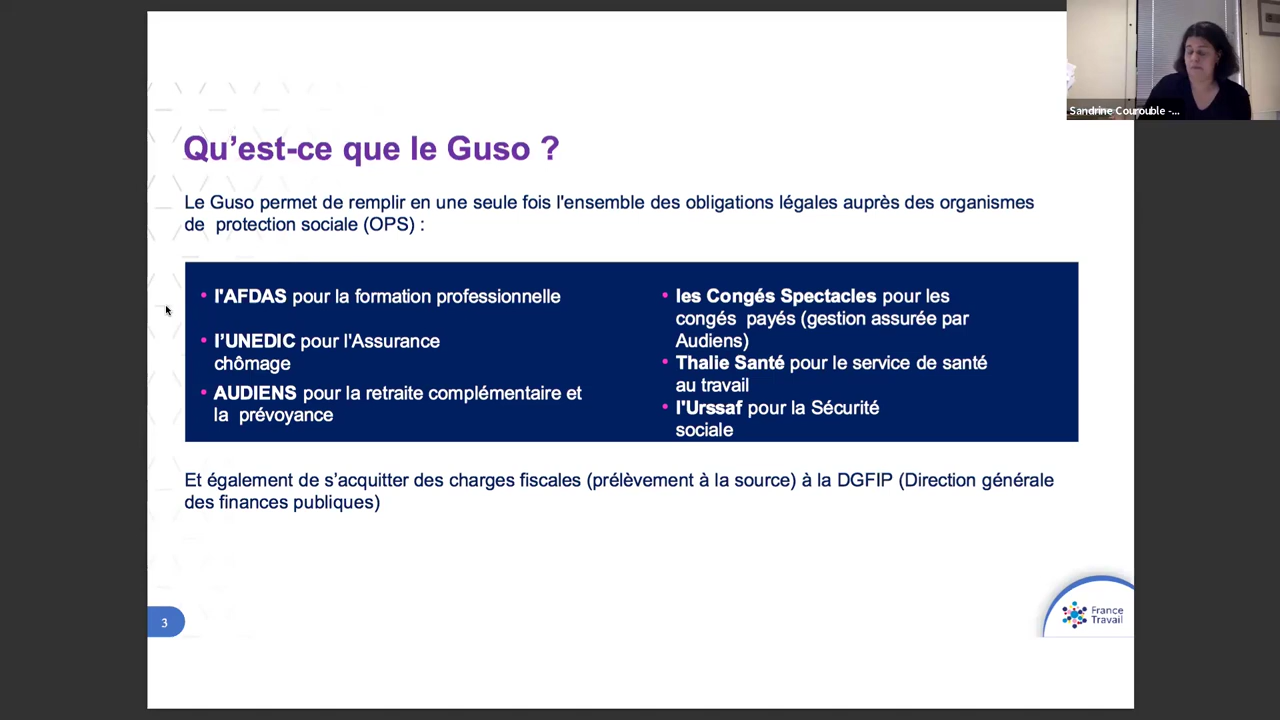 Sandrine Courouble -...
Qu’est-ce que le Guso ?
Le Guso permet de remplir en une seule fois l'ensemble des obligations légales auprès des organismes
de protection sociale (OPS) :
• l'AFDAS pour la formation professionnelle
• l’UNEDIC pour l'Assurance
chômage
• AUDIENS pour la retraite complémentaire et
la prévoyance
• les Congés Spectacles pour les
congés payés (gestion assurée par
Audiens)
• Thalie Santé pour le service de santé
au travail
• l'Urssaf pour la Sécurité
sociale
Et également de s’acquitter des charges fiscales (prélèvement à la source) à la DGFIP (Direction générale
des finances publiques)
3
France
Travail